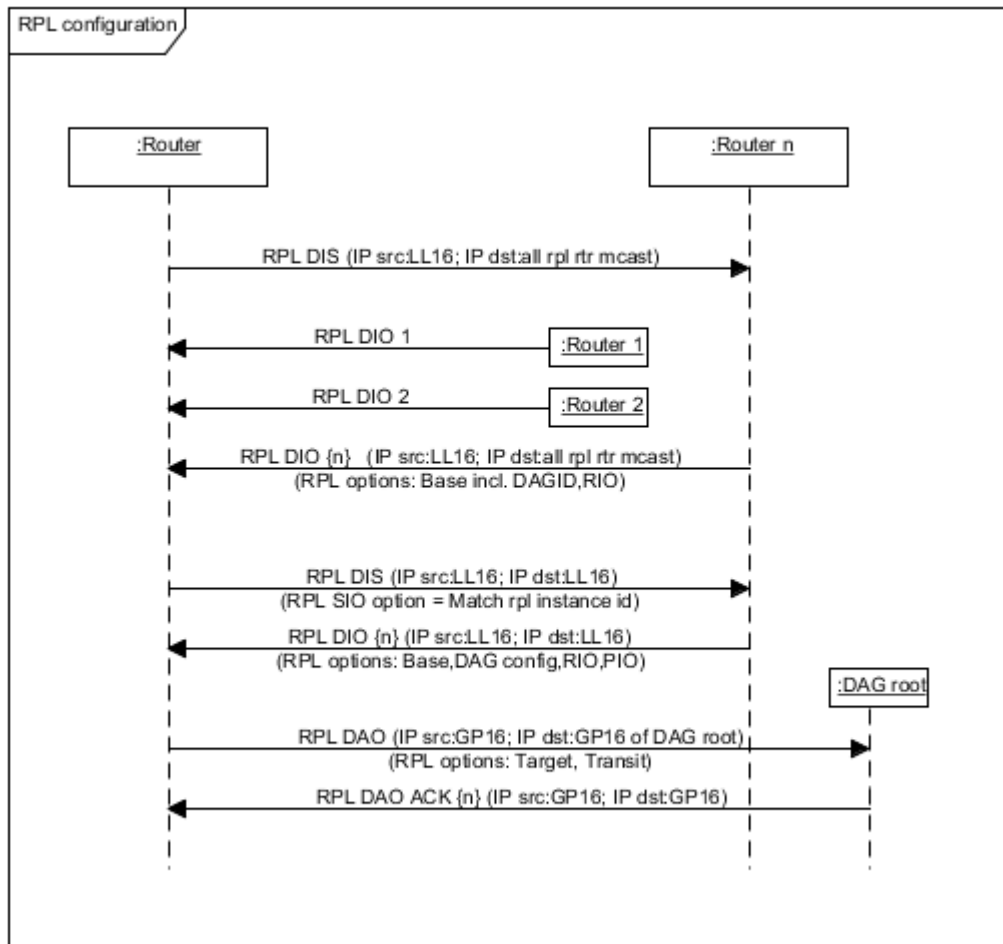 RPL configuration
:Router
:Router n
RPL DIS (IP src:LL16; IP dst:all rpl rtr mcast)
RPL DIO 1
:Router 1
RPL DIO 2
:Router 2
RPL DIO {n} (IP src:LL16; IP dst:all rpl rtr mcast)
(RPL options: Base incl. DAGID,RIO)
RPL DIS (IP src:LL16; IP dst:LL16)
(RPL SIO option = Match rpl instance id)
RPL DIO {n} (IP src:LL16; IP dst:LL16)
(RPL options: Base,DAG config,RIO,PIO)
:DAG root
RPL DAO (IP src:GP16; IP dst:GP16 of DAG root)
(RPL options: Target, Transit)
RPL DAO ACK {n} (IP src:GP16; IP dst:GP16)